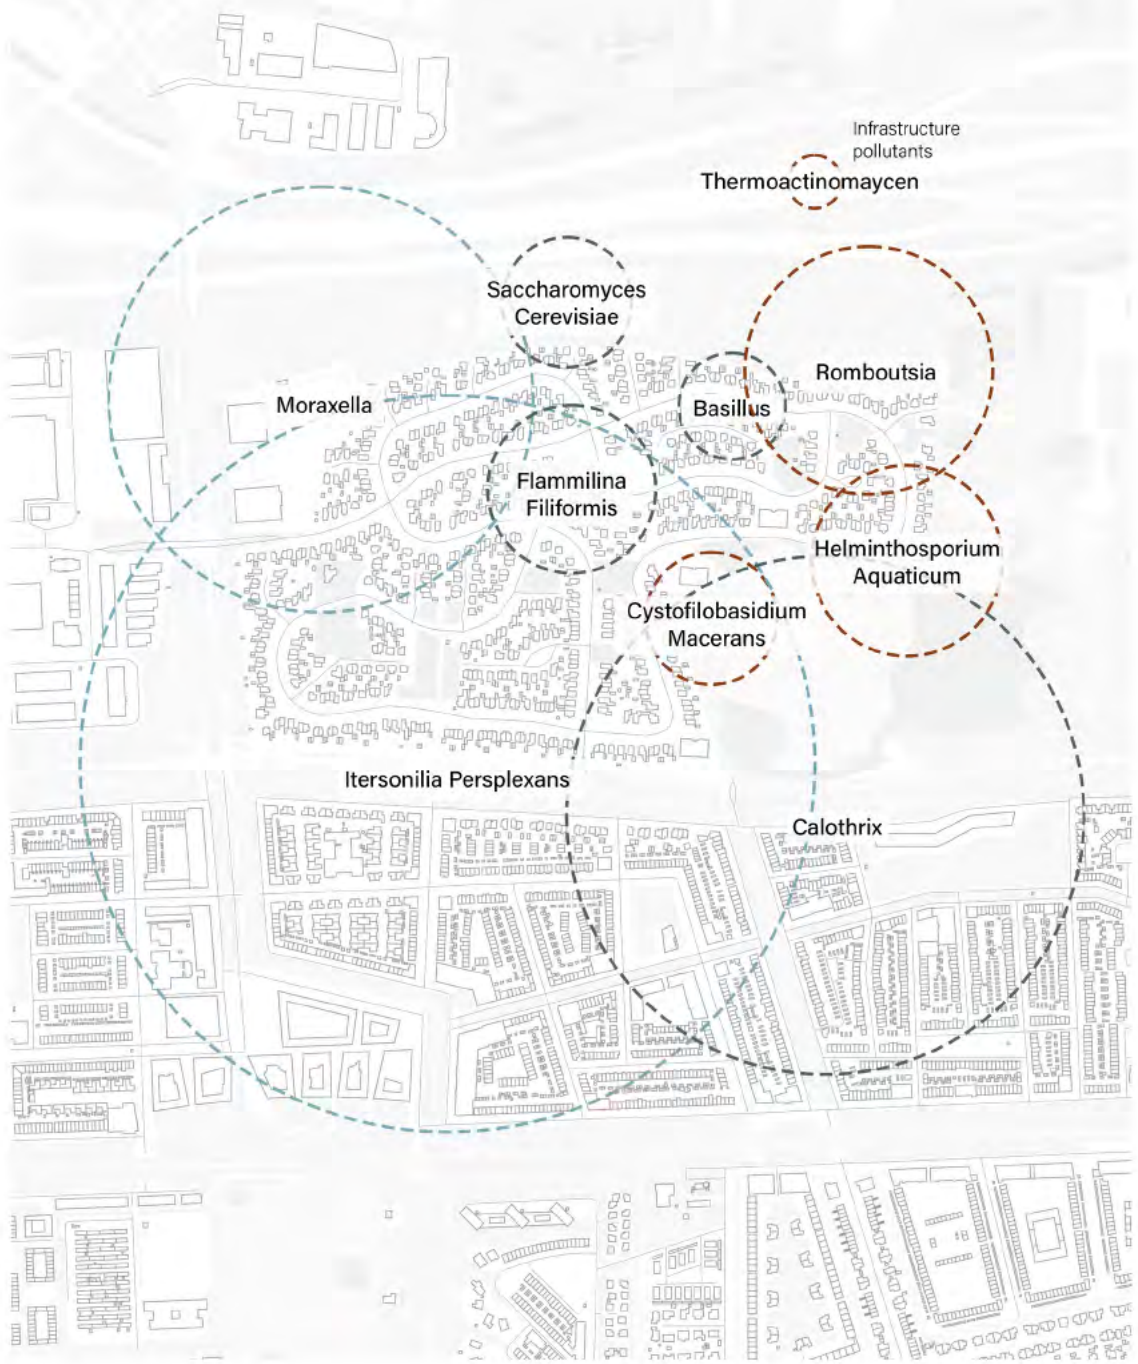 Infrastructure
pollutants
Thermoactinomaycen
Saccharomyces
Cerevisiae
Romboutsia
Moraxella
Basillus
Flammilina
Filiformis
Helminthosporium
Aquaticum
Cystofilobasidium
Macerans
Itersonilia Persplexans
Calothrix